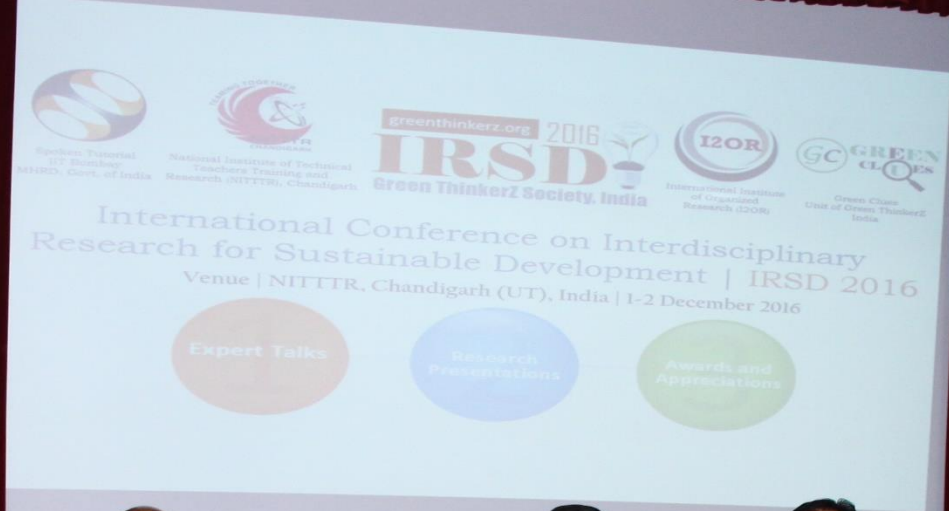 Spoken Tutorial
IIT Bombay
MHRD, Govt. of India
LEARNING TOGETHER
CHANDIGARH
National Institute of Technical
Teachers Training and
Research (NITTTR), Chandigarh
greenthinkerz.org 2016
IRSD
Green ThinkerZ Society, India
I2OR
International Institute
of Organized
Research (I2OR)
GC GREEN
CLUES
Green Clues
Unit of Green ThinkerZ
India
International Conference on Interdisciplinary
Research for Sustainable Development | IRSD 2016
Venue | NITTTR, Chandigarh (UT), India | 1-2 December 2016
Expert Talks
Research
Presentations
Awards and
Appreciations